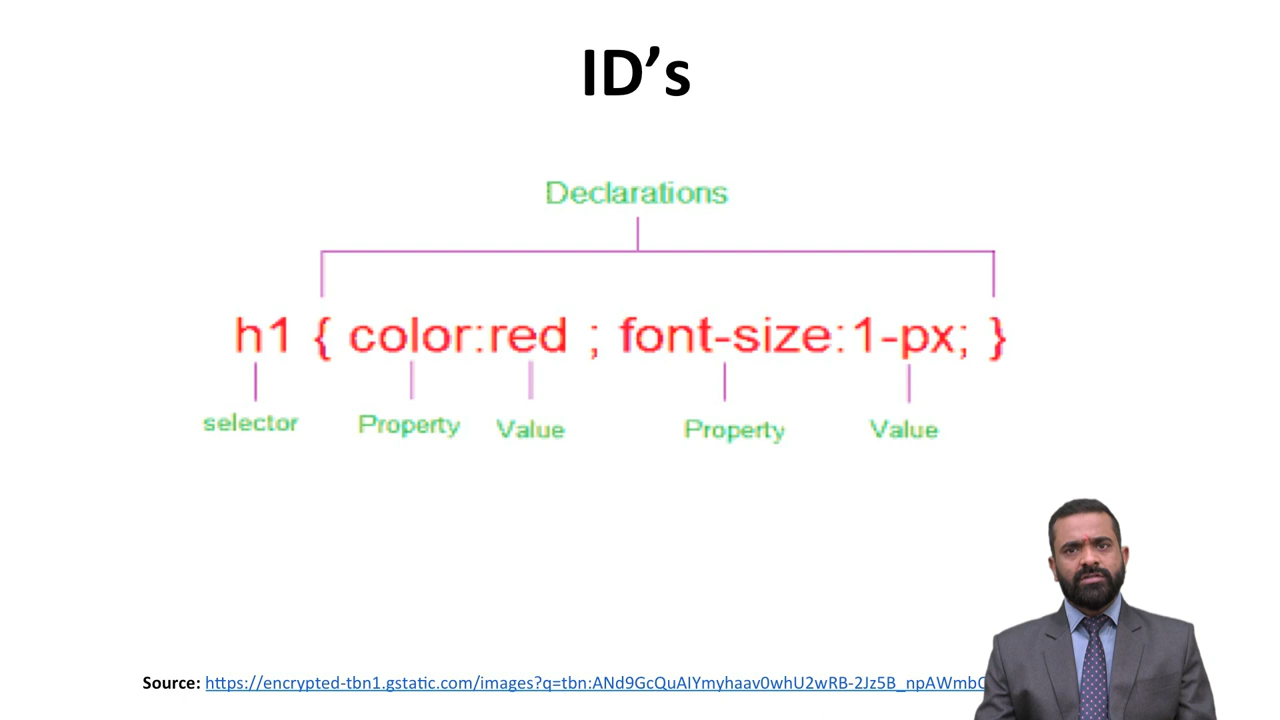 ID’s
Declarations
h1 { color:red ; font-size:1-px; }
selector Property Value Property Value
Source: https://encrypted-tbn1.gstatic.com/images?q=tbn:ANd9GcQuAIYmyhaav0whU2wRB-2Jz5B_npAWmb